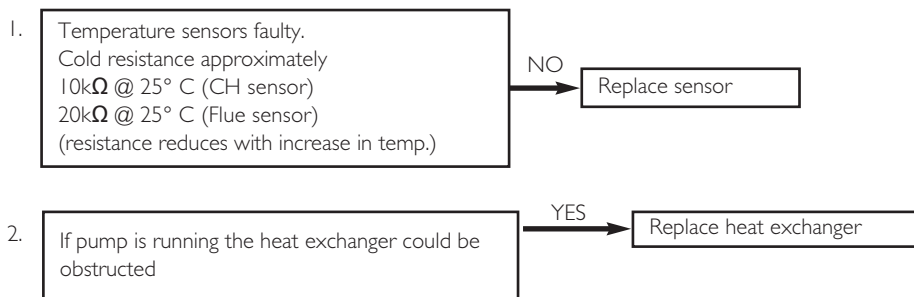 1.
Temperature sensors faulty.
Cold resistance approximately
10kΩ @ 25° C (CH sensor)
20kΩ @ 25° C (Flue sensor)
(resistance reduces with increase in temp.)
NO
Replace sensor
2.
If pump is running the heat exchanger could be
obstructed
YES
Replace heat exchanger